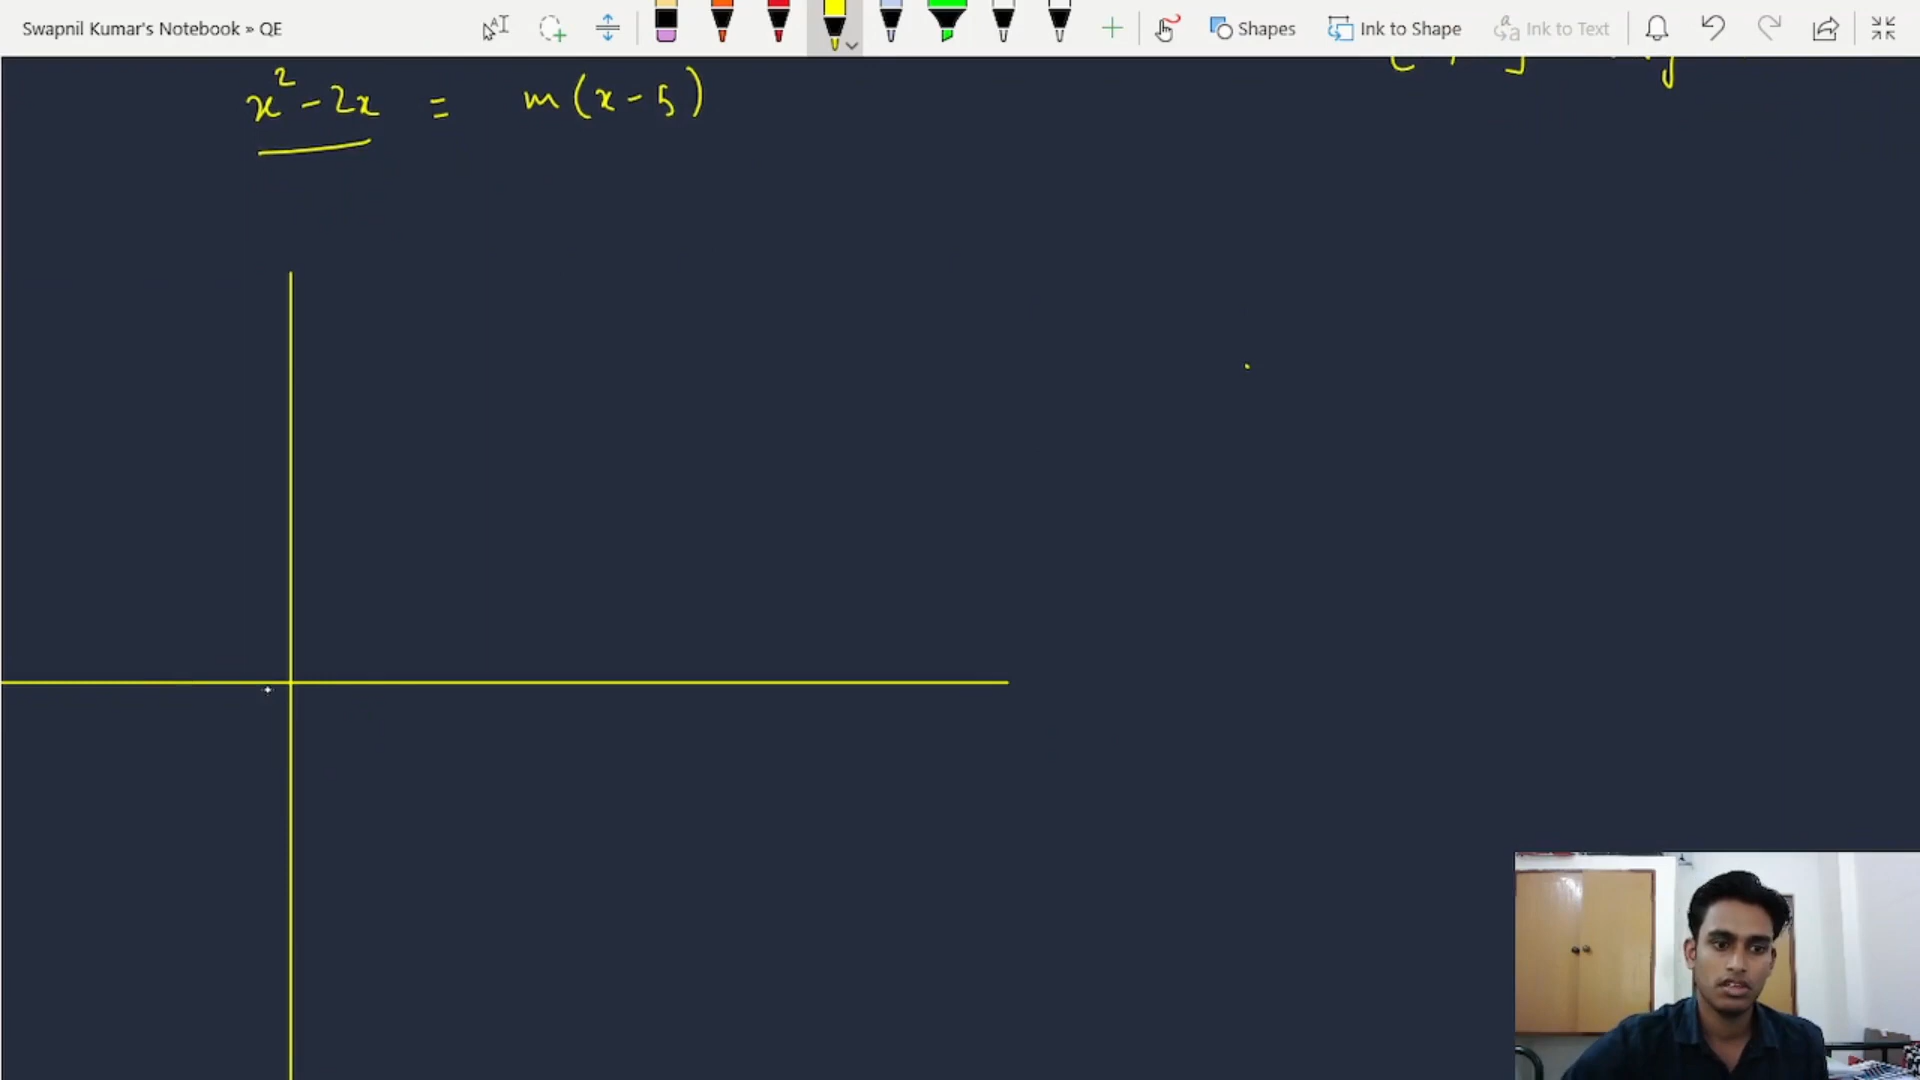 Swapnil Kumar's Notebook » QE
Shapes
Ink to Shape
Ink to Text
x² - 2x = m(x - 5)